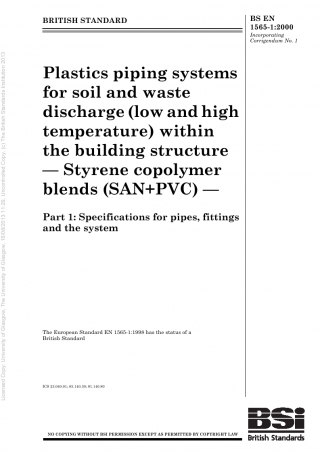 BRITISH STANDARD
BS EN
1565-1:2000
Incorporating
Corrigendum No. 1
Plastics piping systems
for soil and waste
discharge (low and high
temperature) within
the building structure
— Styrene copolymer
blends (SAN+PVC) —
Part 1: Specifications for pipes, fittings
and the system
The European Standard EN 1565-1:1998 has the status of a
British Standard
NO COPYING WITHOUT BSI PERMISSION EXCEPT AS PERMITTED BY COPYRIGHT LAW
BSi
British Standards